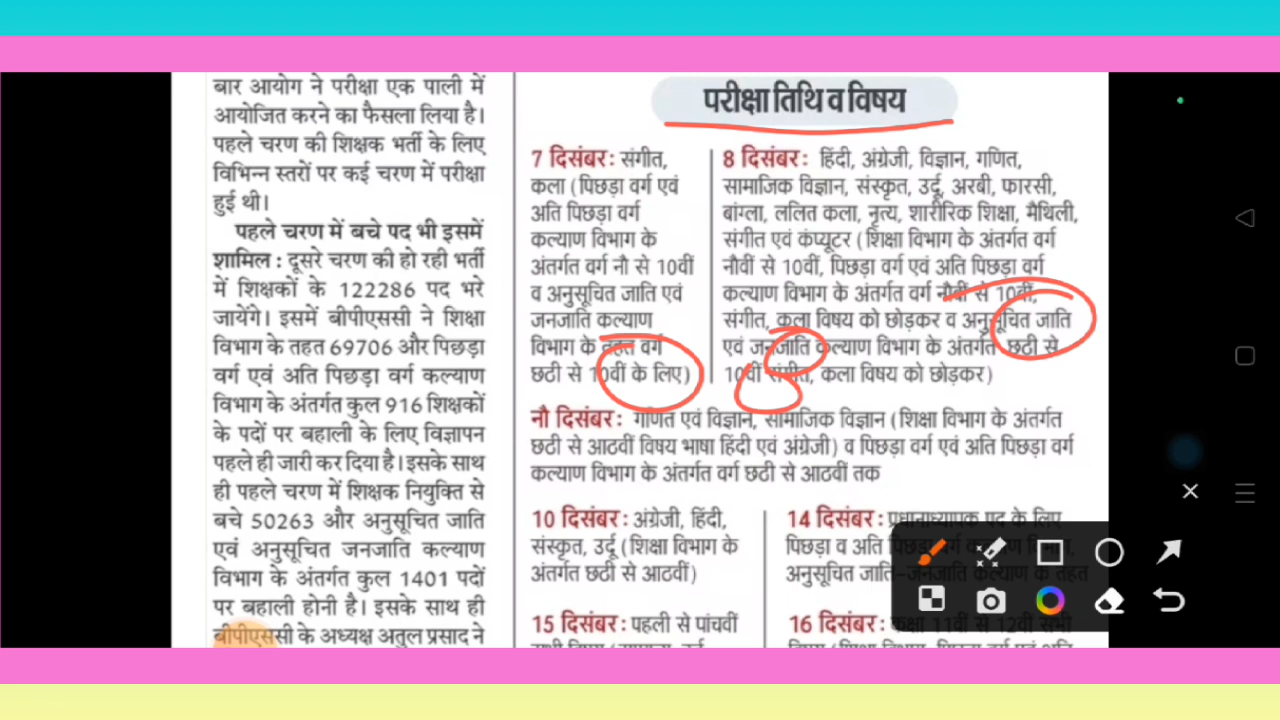 बार आयोग ने परीक्षा एक पाली में
आयोजित करने का फैसला लिया है।
पहले चरण की शिक्षक भर्ती के लिए
विभिन्न स्तरों पर कई चरण में परीक्षा
हुई थी।
पहले चरण में बचे पद भी इसमें
शामिल : दूसरे चरण की हो रही भर्ती
में शिक्षकों के 122286 पद भरे
जायेंगे। इसमें बीपीएससी ने शिक्षा
विभाग के तहत 69706 और पिछड़ा
वर्ग एवं अति पिछड़ा वर्ग कल्याण
विभाग के अंतर्गत कुल 916 शिक्षकों
के पदों पर बहाली के लिए विज्ञापन
पहले ही जारी कर दिया है। इसके साथ
ही पहले चरण में शिक्षक नियुक्ति से
बचे 50263 और अनुसूचित जाति
एवं अनुसूचित जनजाति कल्याण
विभाग के अंतर्गत कुल 1401 पदों
पर बहाली होनी है। इसके साथ ही
बीपीएससी के अध्यक्ष अतुल प्रसाद ने
परीक्षा तिथि व विषय
7 दिसंबर: संगीत,
कला (पिछड़ा वर्ग एवं
अति पिछड़ा वर्ग
कल्याण विभाग के
अंतर्गत वर्ग नौ से 10वीं
व अनुसूचित जाति एवं
जनजाति कल्याण
विभाग के तहत वर्ग
छठी से 10वीं के लिए)
8 दिसंबर: हिंदी, अंग्रेजी, विज्ञान, गणित,
सामाजिक विज्ञान, संस्कृत, उर्दू, अरबी, फारसी,
बांग्ला, ललित कला, नृत्य, शारीरिक शिक्षा, मैथिली,
संगीत एवं कंप्यूटर (शिक्षा विभाग के अंतर्गत वर्ग
नौवीं से 10वीं, पिछड़ा वर्ग एवं अति पिछड़ा वर्ग
कल्याण विभाग के अंतर्गत वर्ग नौवीं से 10वीं,
संगीत, कला विषय को छोड़कर व अनुसूचित जाति
एवं जनजाति कल्याण विभाग के अंतर्गत छठी से
10वीं संगीत, कला विषय को छोड़कर)
नौ दिसंबर: गणित एवं विज्ञान, सामाजिक विज्ञान (शिक्षा विभाग के अंतर्गत
छठी से आठवीं विषय भाषा हिंदी एवं अंग्रेजी) व पिछड़ा वर्ग एवं अति पिछड़ा वर्ग
कल्याण विभाग के अंतर्गत वर्ग छठी से आठवीं तक
10 दिसंबर: अंग्रेजी, हिंदी,
संस्कृत, उर्दू (शिक्षा विभाग के
अंतर्गत छठी से आठवीं)
14 दिसंबर: प्रधानाध्यापक पद के लिए
पिछड़ा व अति पिछड़ा वर्ग कल्याण विभाग,
अनुसूचित जाति-जनजाति कल्याण के तहत
15 दिसंबर: पहली से पांचवीं
16 दिसंबर: कक्षा 11वीं से 12वीं सभी